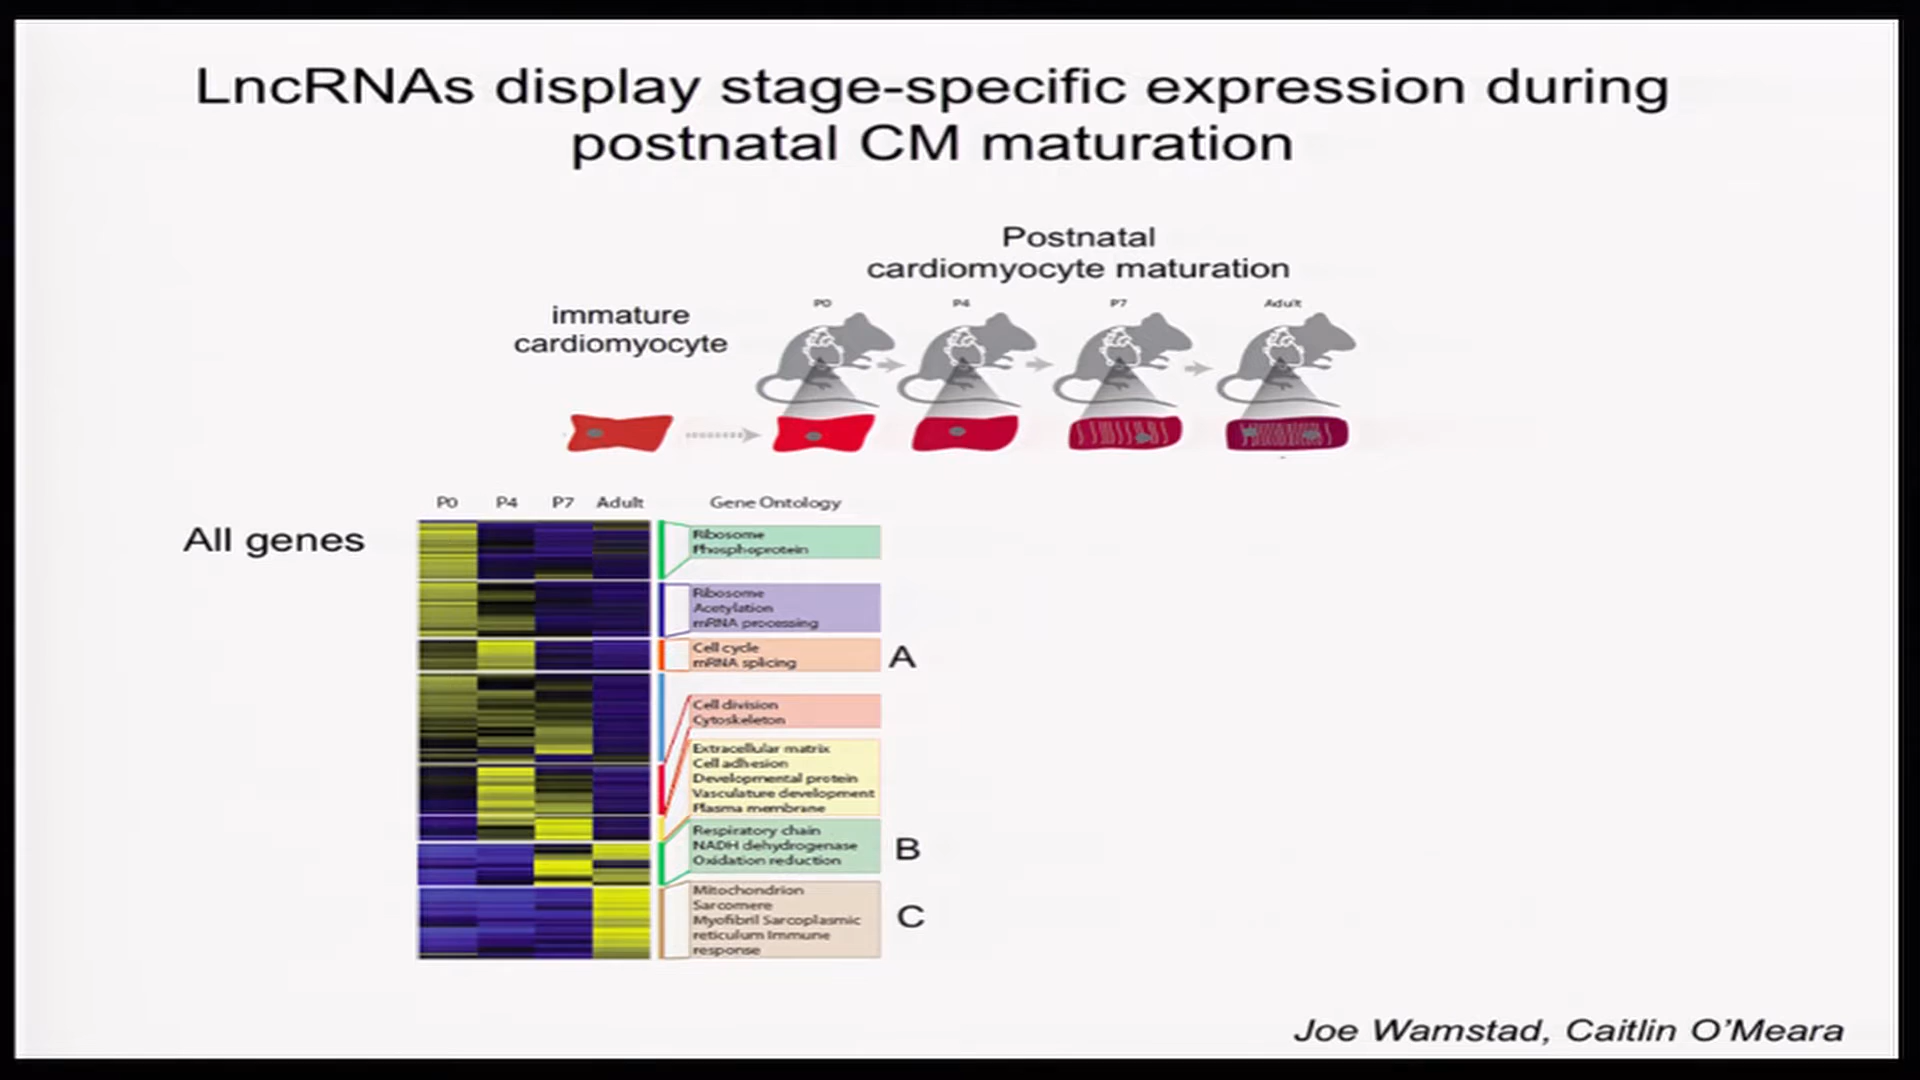 LncRNAs display stage-specific expression during
postnatal CM maturation
Postnatal
cardiomyocyte maturation
immature
cardiomyocyte
P0 P4 P7 Adult
P0 P4 P7 Adult Gene Ontology
All genes
Ribosome
Phosphoprotein
Ribosome
Acetylation
mRNA processing
Cell cycle
mRNA splicing
A
Cell division
Cytoskeleton
Extracellular matrix
Cell adhesion
Developmental protein
Vasculature development
Plasma membrane
Respiratory chain
NADH dehydrogenase
Oxidation reduction
B
Mitochondrion
Sarcomere
Myofibril Sarcoplasmic
reticulum Immune
response
C
Joe Wamstad, Caitlin O'Meara